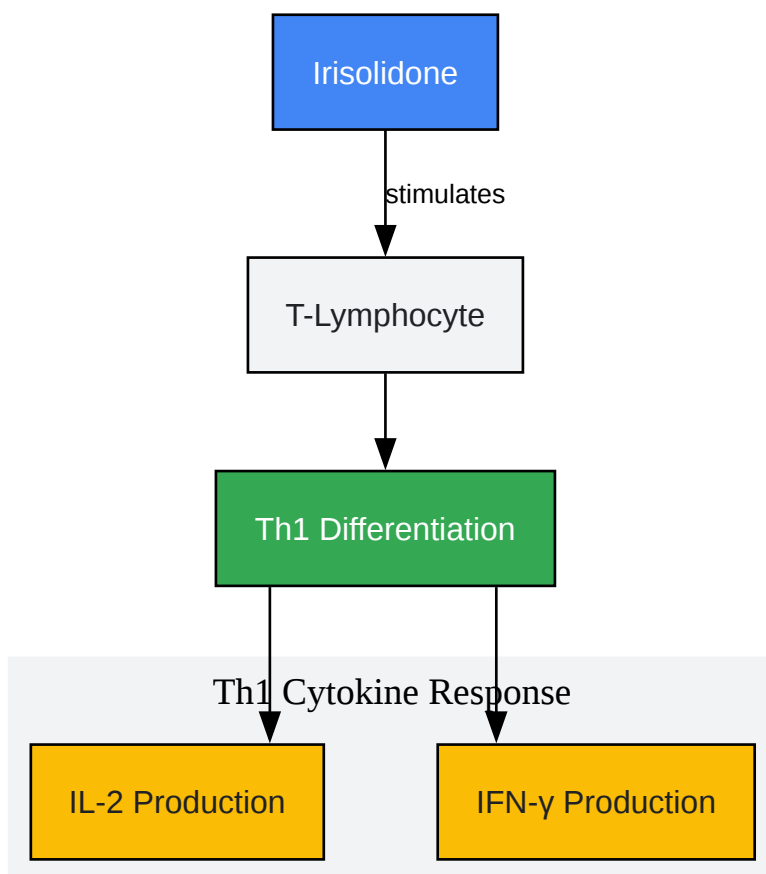 Irisolidone
stimulates
T-Lymphocyte
Th1 Differentiation
Th1 Cytokine Response
IL-2 Production
IFN-γ Production